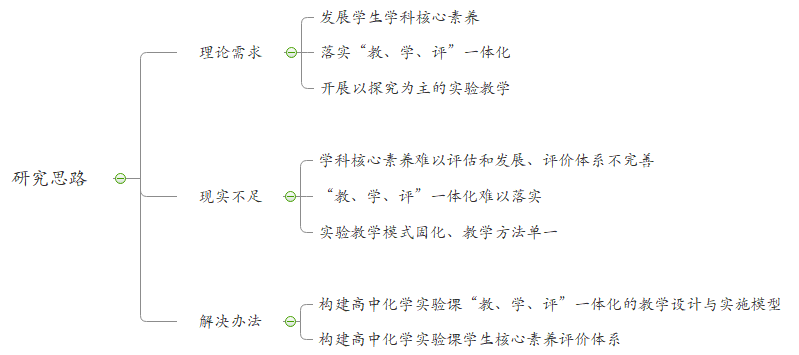 研究思路
理论需求
发展学生学科核心素养
落实“教、学、评”一体化
开展以探究为主的实验教学
现实不足
学科核心素养难以评估和发展、评价体系不完善
“教、学、评”一体化难以落实
实验教学模式固化、教学方法单一
解决办法
构建高中化学实验课“教、学、评”一体化的教学设计与实施模型
构建高中化学实验课学生核心素养评价体系